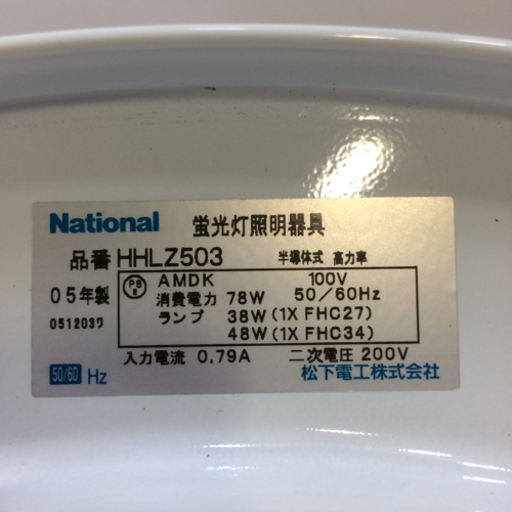 National 蛍光灯照明器具
品番 HHLZ503 半導体式 高力率
05年製
051203ワ
PS E AMDK 100V
消費電力 78W 50/60Hz
ランプ 38W(1X FHC27)
48W(1X FHC34)
入力電流 0.79A 二次電圧 200V
50/60 Hz 松下電工株式会社